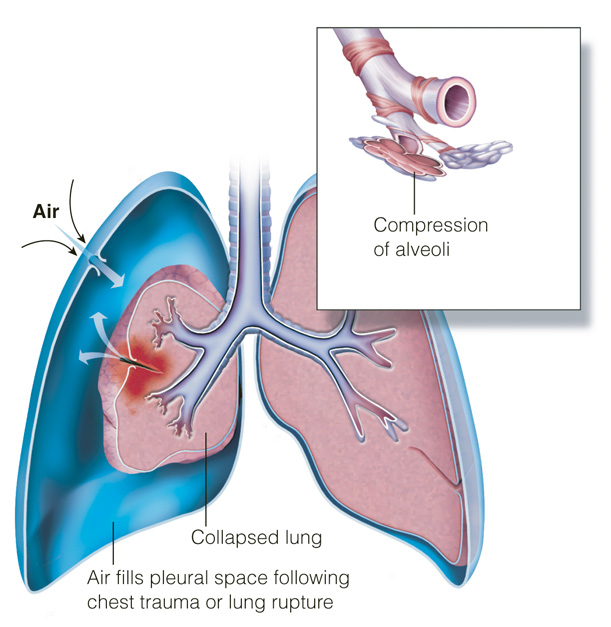 Compression
of alveoli
Air
Collapsed lung
Air fills pleural space following
chest trauma or lung rupture